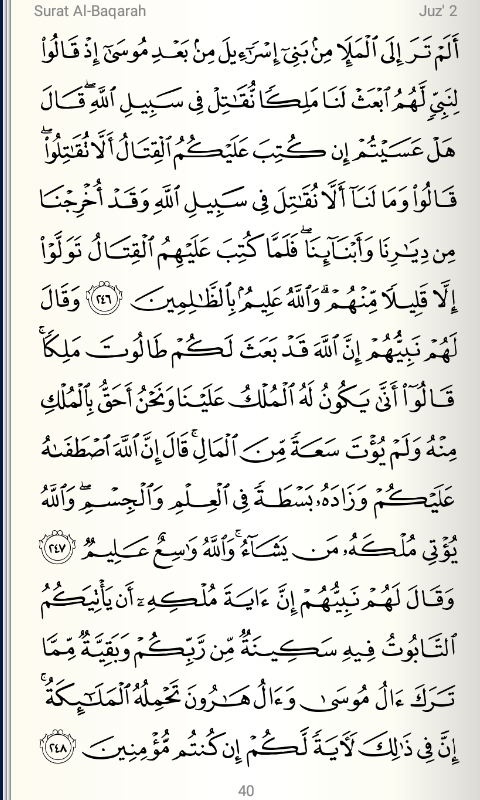 Surat Al-Baqarah Juz' 2
أَلَمْ تَرَ إِلَى ٱلْمَلَإِ مِنۢ بَنِىٓ إِسْرَٰٓءِيلَ مِنۢ بَعْدِ مُوسَىٰٓ إِذْ قَالُوا۟
لِنَبِىٍّ لَّهُمُ ٱبْعَثْ لَنَا مَلِكًا نُّقَـٰتِلْ فِى سَبِيلِ ٱللَّهِ ۖ قَالَ
هَلْ عَسَيْتُمْ إِن كُتِبَ عَلَيْكُمُ ٱلْقِتَالُ أَلَّا تُقَـٰتِلُوا۟ ۖ
قَالُوا۟ وَمَا لَنَآ أَلَّا نُقَـٰتِلَ فِى سَبِيلِ ٱللَّهِ وَقَدْ أُخْرِجْنَا
مِن دِيَـٰرِنَا وَأَبْنَآئِنَا ۖ فَلَمَّا كُتِبَ عَلَيْهِمُ ٱلْقِتَالُ تَوَلَّوْا۟
إِلَّا قَلِيلًا مِّنْهُمْ ۗ وَٱللَّهُ عَلِيمٌۢ بِٱلظَّـٰلِمِينَ ٢٤٦ وَقَالَ
لَهُمْ نَبِيُّهُمْ إِنَّ ٱللَّهَ قَدْ بَعَثَ لَكُمْ طَالُوتَ مَلِكًا ۚ
قَالُوٓا۟ أَنَّىٰ يَكُونُ لَهُ ٱلْمُلْكُ عَلَيْنَا وَنَحْنُ أَحَقُّ بِٱلْمُلْكِ
مِنْهُ وَلَمْ يُؤْتَ سَعَةً مِّنَ ٱلْمَالِ ۚ قَالَ إِنَّ ٱللَّهَ ٱصْطَفَىٰهُ
عَلَيْكُمْ وَزَادَهُۥ بَسْطَةً فِى ٱلْعِلْمِ وَٱلْجِسْمِ ۖ وَٱللَّهُ
يُؤْتِى مُلْكَهُۥ مَن يَشَآءُ ۚ وَٱللَّهُ وَٰسِعٌ عَلِيمٌ ٢٤٧
وَقَالَ لَهُمْ نَبِيُّهُمْ إِنَّ ءَايَةَ مُلْكِهِۦٓ أَن يَأْتِيَكُمُ
ٱلتَّابُوتُ فِيهِ سَكِينَةٌ مِّن رَّبِّكُمْ وَبَقِيَّةٌ مِّمَّا
تَرَكَ ءَالُ مُوسَىٰ وَءَالُ هَـٰرُونَ تَحْمِلُهُ ٱلْمَلَـٰٓئِكَةُ ۚ
إِنَّ فِى ذَٰلِكَ لَـَٔايَةً لَّكُمْ إِن كُنتُم مُّؤْمِنِينَ ٢٤٨
40